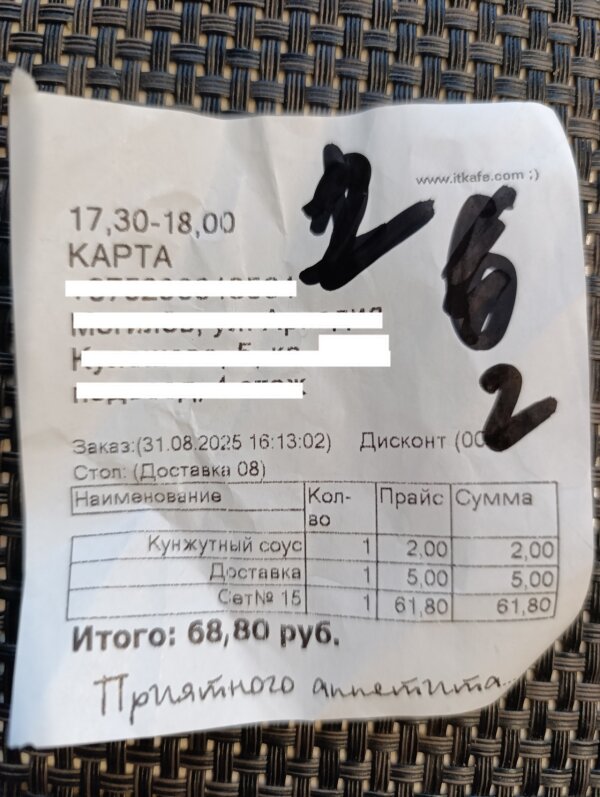 www.itkafe.com ;)
17,30-18,00
КАРТА
Заказ:(31.08.2025 16:13:02) Дисконт (00
Стол: (Доставка 08)
Наименование Кол-во Прайс Сумма
Кунжутный соус 1 2,00 2,00
Доставка 1 5,00 5,00
Сет№ 15 1 61,80 61,80
Итого: 68,80 руб.
Приятного аппетита...
2
2